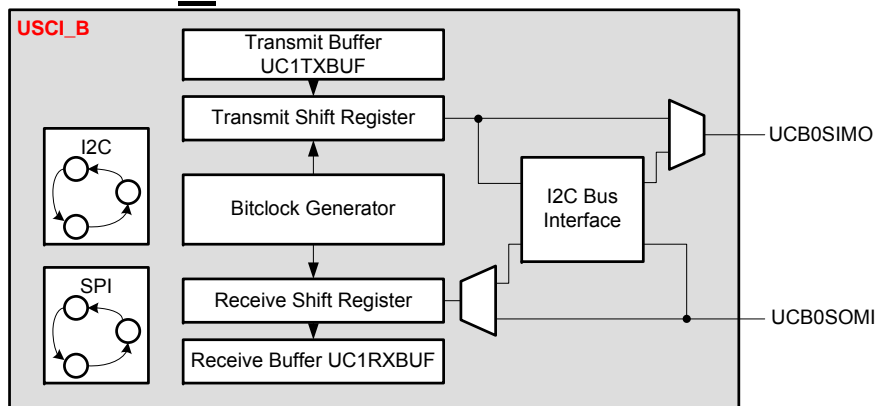 USCI_B
Transmit Buffer
UC1TXBUF
Transmit Shift Register
UCB0SIMO
I2C
I2C Bus
Interface
Bitclock Generator
SPI
Receive Shift Register
UCB0SOMI
Receive Buffer UC1RXBUF